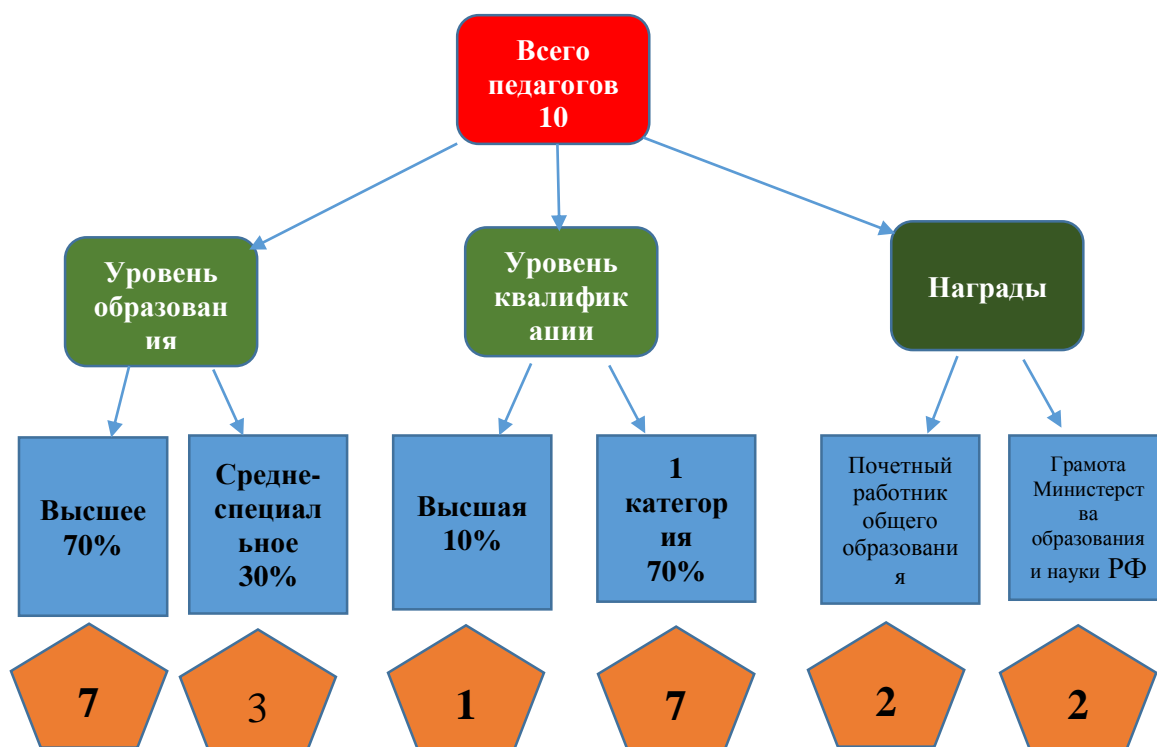 Всего
педагогов
10
Уровень
образован
ия
Уровень
квалифик
ации
Награды
Высшее
70%
Средне-
специал
ьное
30%
Высшая
10%
1
категор
ия
70%
Почетный
работник
общего
образовани
я
Грамота
Министерст
ва
образования
и науки РФ
7
3
1
7
2
2